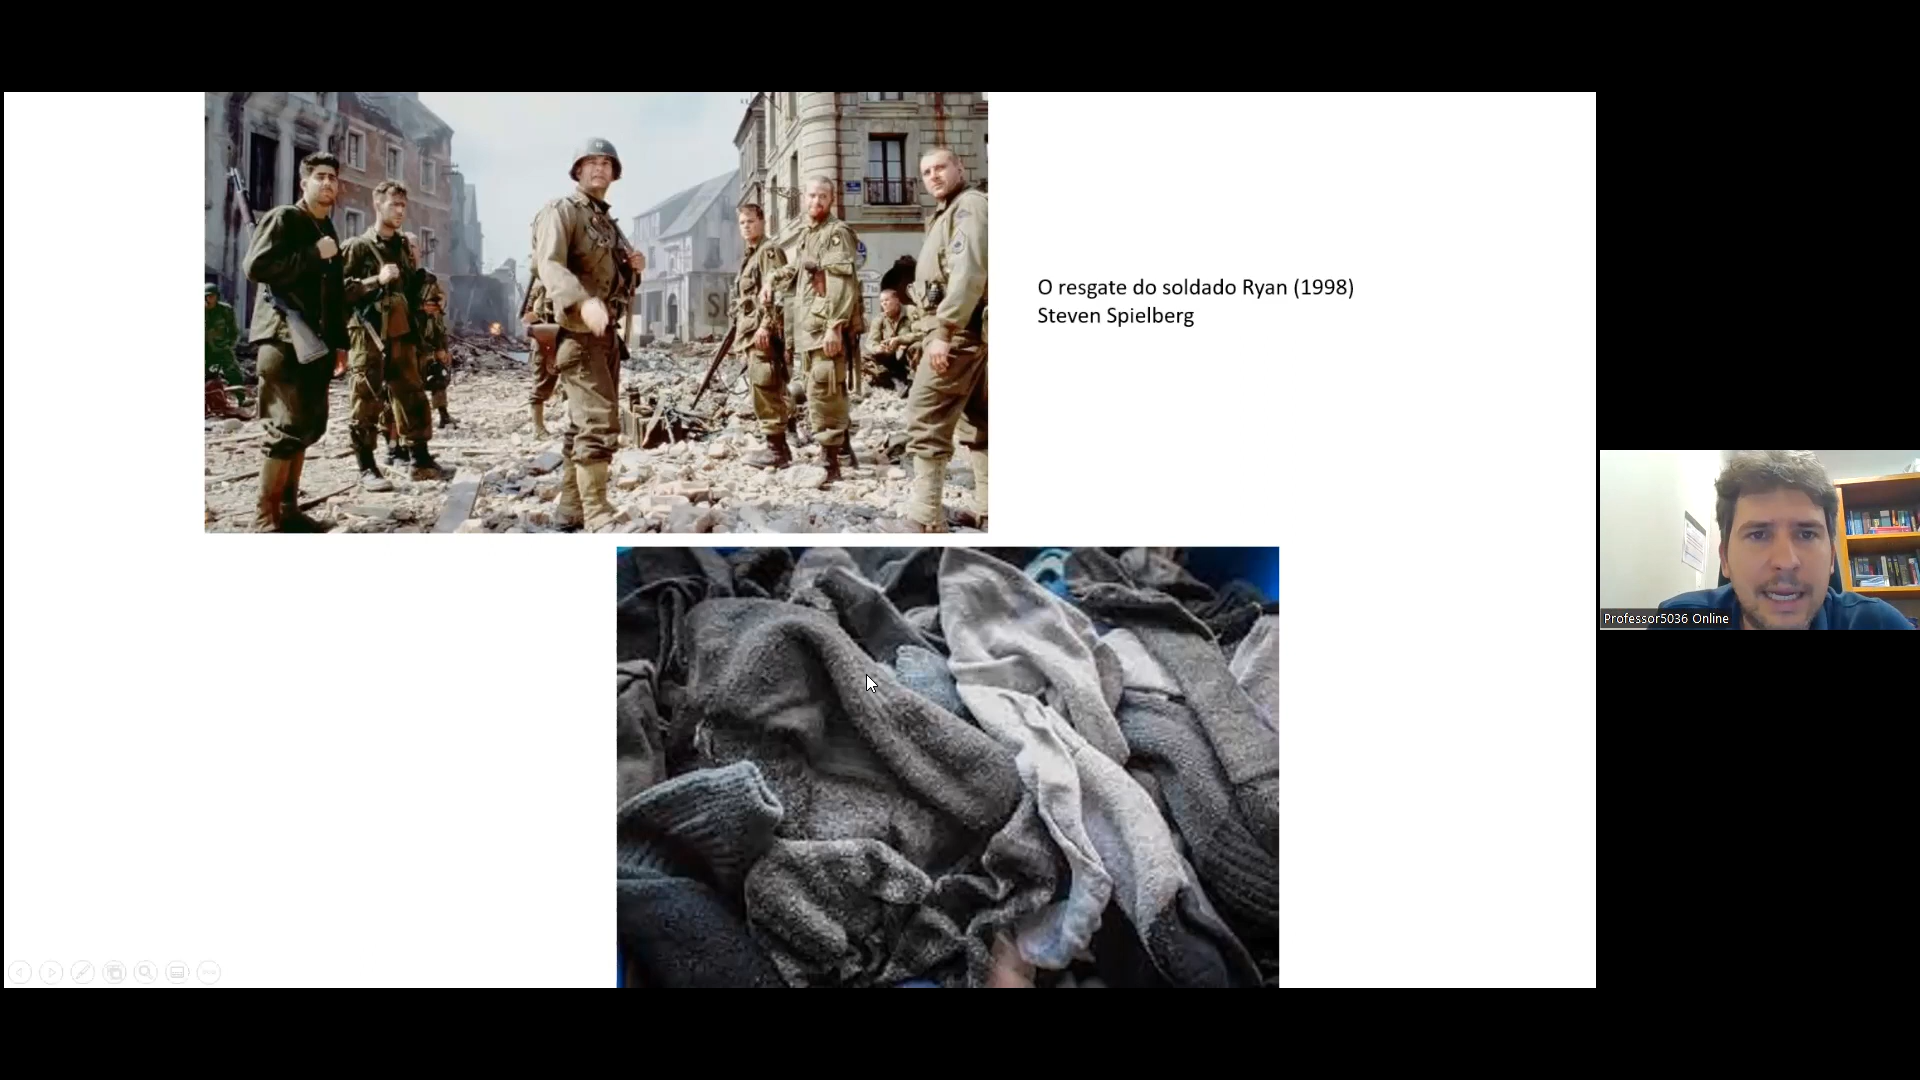 O resgate do soldado Ryan (1998)
Steven Spielberg
Professor5036 Online